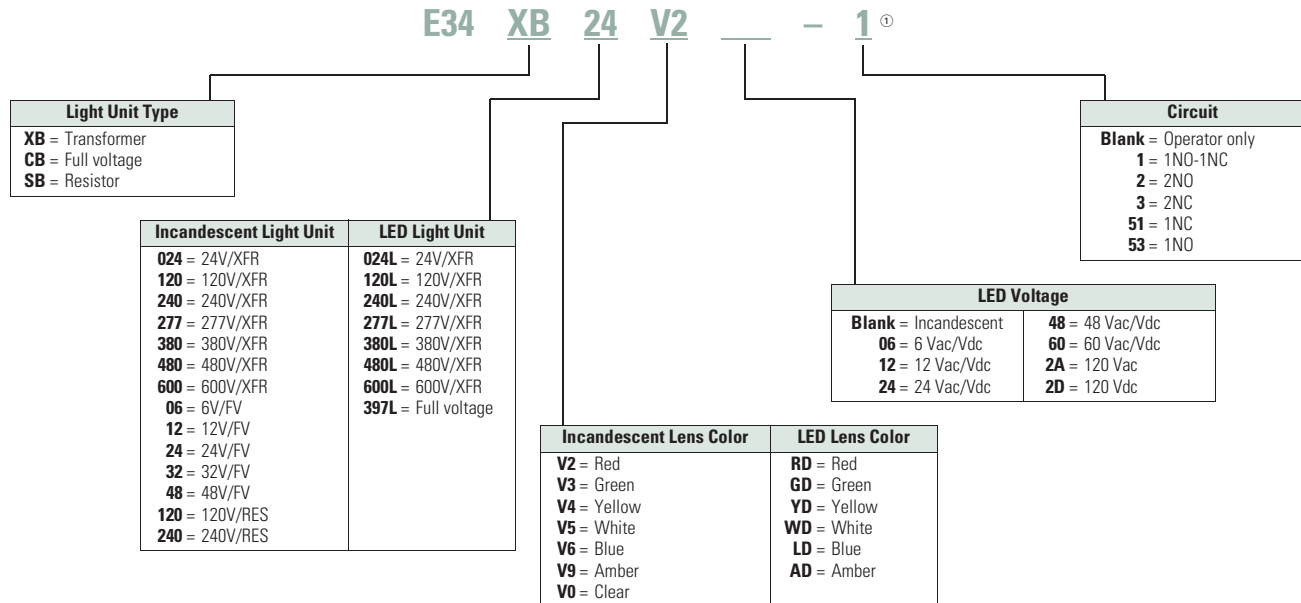 E34 XB 24 V2 ___ – 1 ①
Light Unit Type
XB = Transformer
CB = Full voltage
SB = Resistor
Incandescent Light Unit
024 = 24V/XFR
120 = 120V/XFR
240 = 240V/XFR
277 = 277V/XFR
380 = 380V/XFR
480 = 480V/XFR
600 = 600V/XFR
06 = 6V/FV
12 = 12V/FV
24 = 24V/FV
32 = 32V/FV
48 = 48V/FV
120 = 120V/RES
240 = 240V/RES
LED Light Unit
024L = 24V/XFR
120L = 120V/XFR
240L = 240V/XFR
277L = 277V/XFR
380L = 380V/XFR
480L = 480V/XFR
600L = 600V/XFR
397L = Full voltage
Incandescent Lens Color
V2 = Red
V3 = Green
V4 = Yellow
V5 = White
V6 = Blue
V9 = Amber
V0 = Clear
LED Lens Color
RD = Red
GD = Green
YD = Yellow
WD = White
LD = Blue
AD = Amber
LED Voltage
Blank = Incandescent
06 = 6 Vac/Vdc
12 = 12 Vac/Vdc
24 = 24 Vac/Vdc
48 = 48 Vac/Vdc
60 = 60 Vac/Vdc
2A = 120 Vac
2D = 120 Vdc
Circuit
Blank = Operator only
1 = 1NO-1NC
2 = 2NO
3 = 2NC
51 = 1NC
53 = 1NO